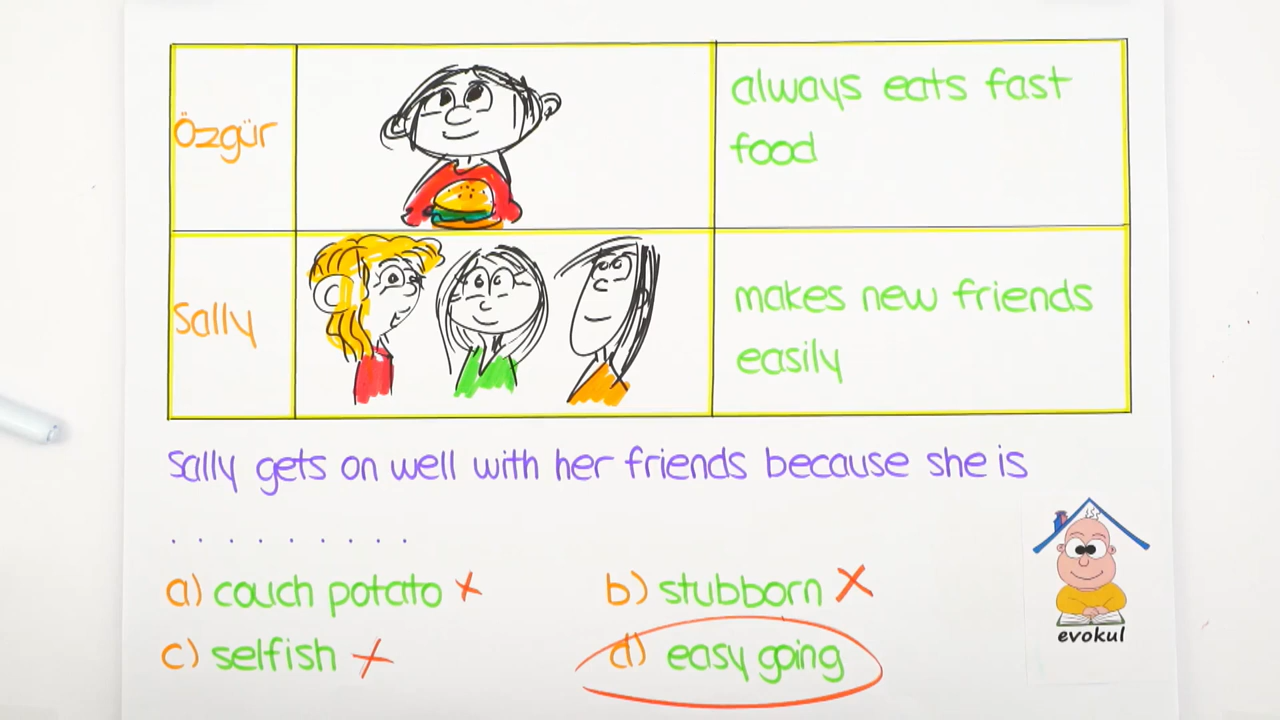 Özgür
always eats fast
food
Sally
makes new friends
easily
Sally gets on well with her friends because she is
. . . . . . . . .
a) couch potato x
b) stubborn x
c) selfish x
d) easy going
evokul